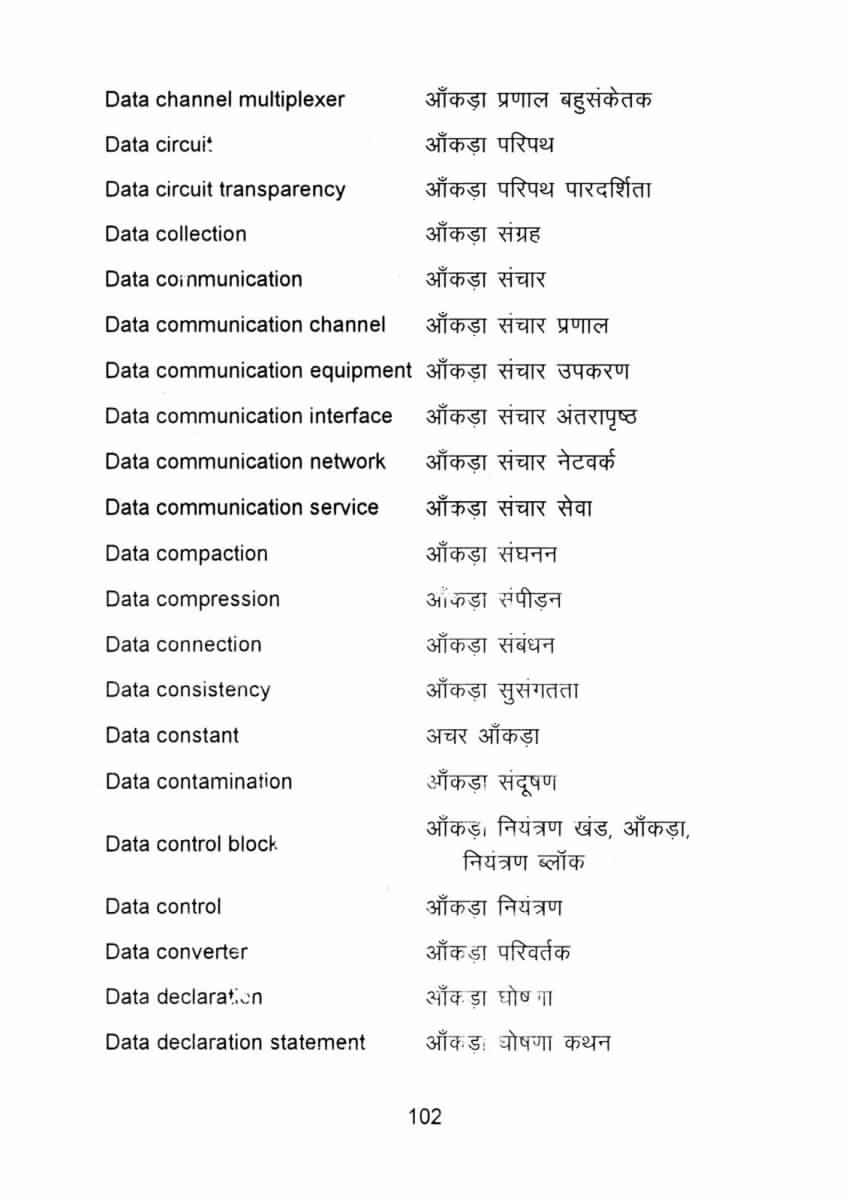 Data channel multiplexer आँकड़ा प्रणाल बहुसंकेतक
Data circuit आँकड़ा परिपथ
Data circuit transparency आँकड़ा परिपथ पारदर्शिता
Data collection आँकड़ा संग्रह
Data communication आँकड़ा संचार
Data communication channel आँकड़ा संचार प्रणाल
Data communication equipment आँकड़ा संचार उपकरण
Data communication interface आँकड़ा संचार अंतरापृष्ठ
Data communication network आँकड़ा संचार नेटवर्क
Data communication service आँकड़ा संचार सेवा
Data compaction आँकड़ा संघनन
Data compression आँकड़ा संपीड़न
Data connection आँकड़ा संबंधन
Data consistency आँकड़ा सुसंगतता
Data constant अचर आँकड़ा
Data contamination आँकड़ा संदूषण
Data control block आँकड़ा नियंत्रण खंड, आँकड़ा,
नियंत्रण ब्लॉक
Data control आँकड़ा नियंत्रण
Data converter आँकड़ा परिवर्तक
Data declaration आँकड़ा घोषणा
Data declaration statement आँकड़ा घोषणा कथन
102